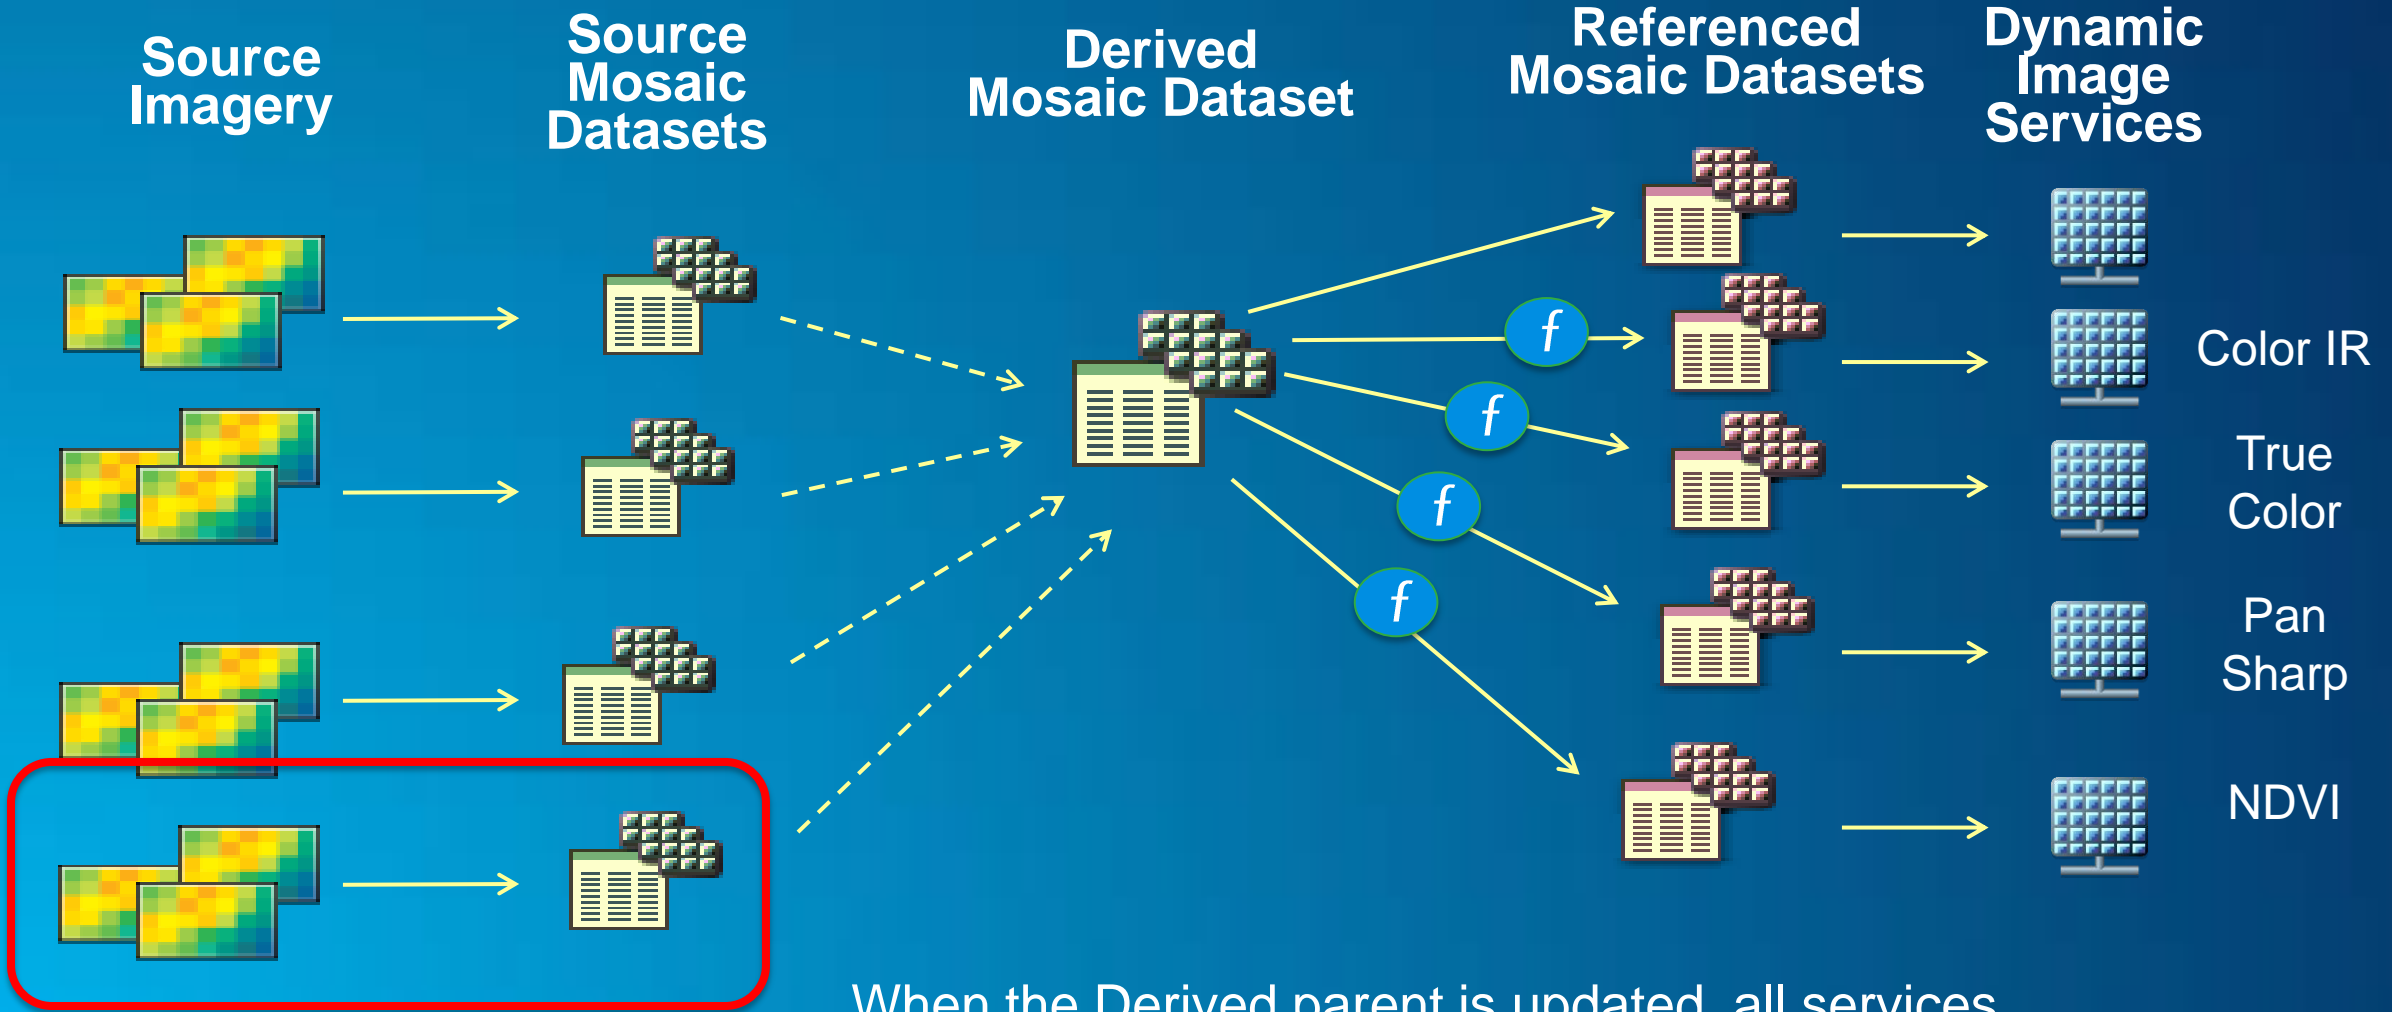 Source
Imagery
Source
Mosaic
Datasets
Derived
Mosaic Dataset
Referenced
Mosaic Datasets
Dynamic
Image
Services
ƒ
ƒ
ƒ
ƒ
Color IR
True
Color
Pan
Sharp
NDVI
When the Derived parent is updated, all services